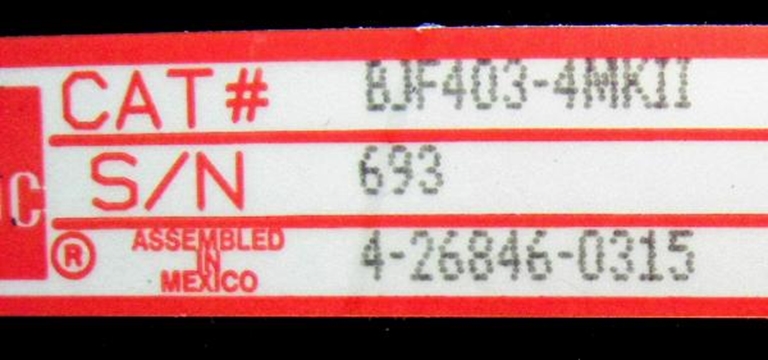 CAT# BJF403-4MKII
S/N 693
C
® ASSEMBLED
IN
MEXICO
4-26846-0315